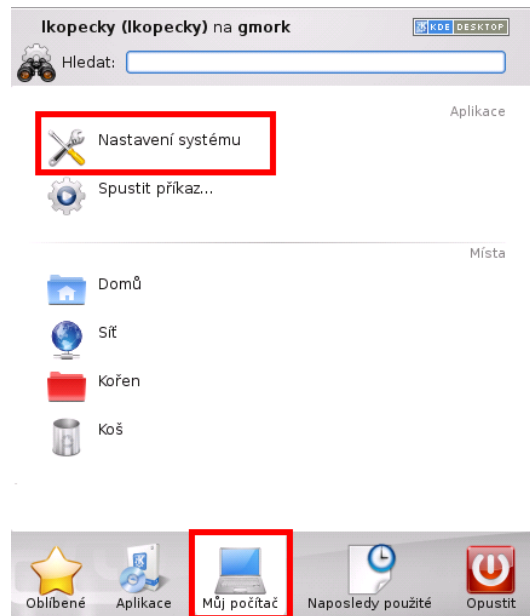 lkopecky (lkopecky) na gmork
KDE DESKTOP
Hledat:
Aplikace
Nastavení systému
Spustit příkaz...
Místa
Domů
Síť
Kořen
Koš
Oblíbené
Aplikace
Můj počítač
Naposledy použité
Opustit